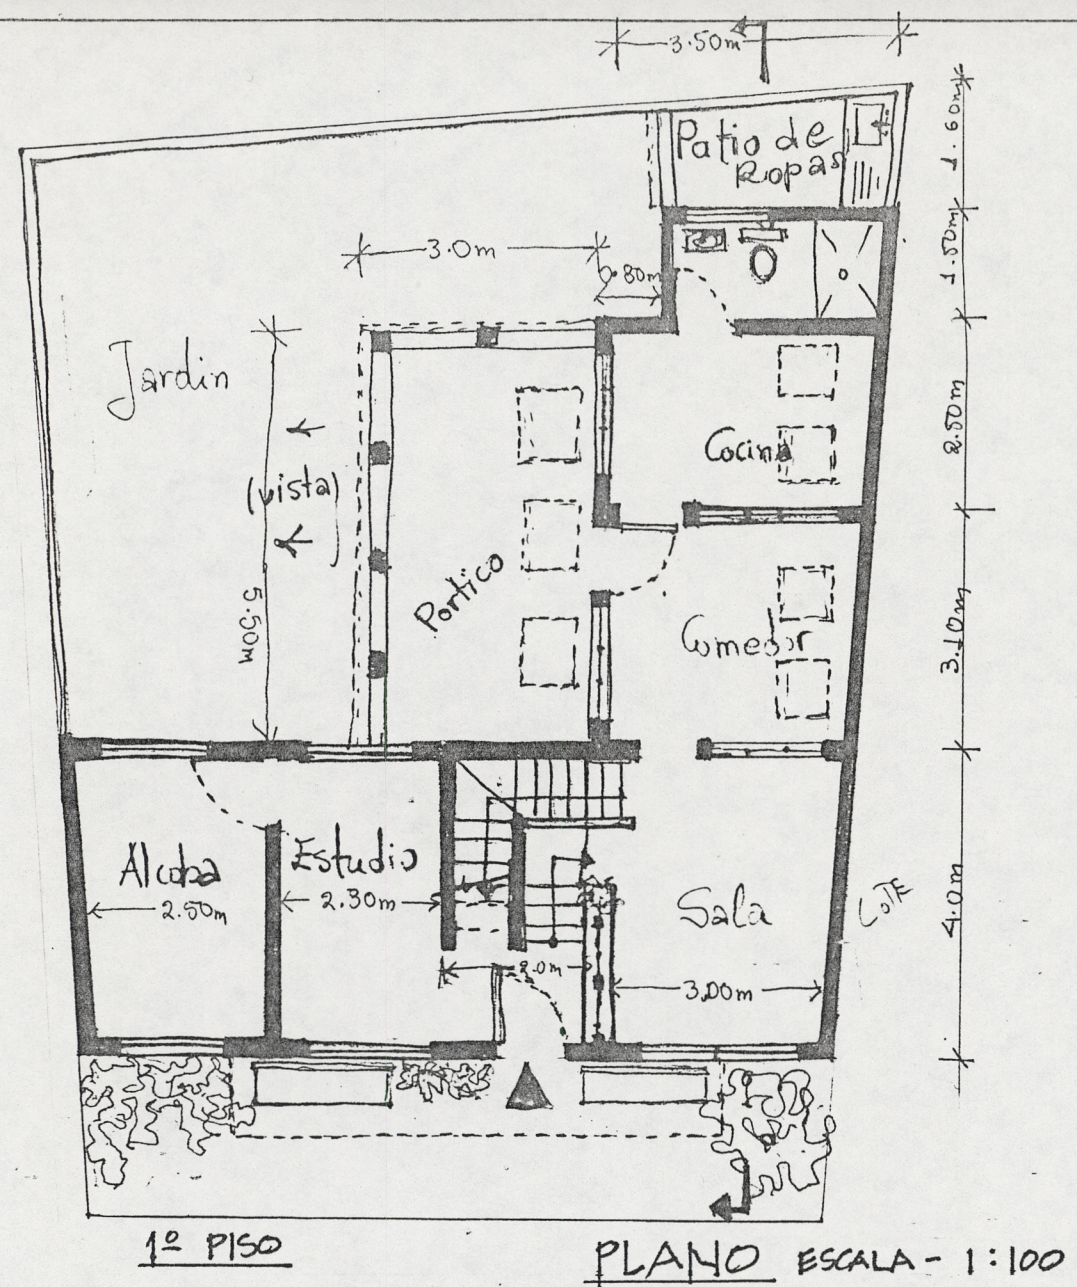 3.50m
Patio de
Ropas
1.60m
3.0m
0.80m
1.50m
Jardin
Cocina
2.50m
(vista)
5.50m
Portico
Comedor
3.10m
Alcoba
2.50m
Estudio
2.30m
Sala
LOTE
4.0m
2.0m
3.00m
1º PISO
PLANO ESCALA - 1:100